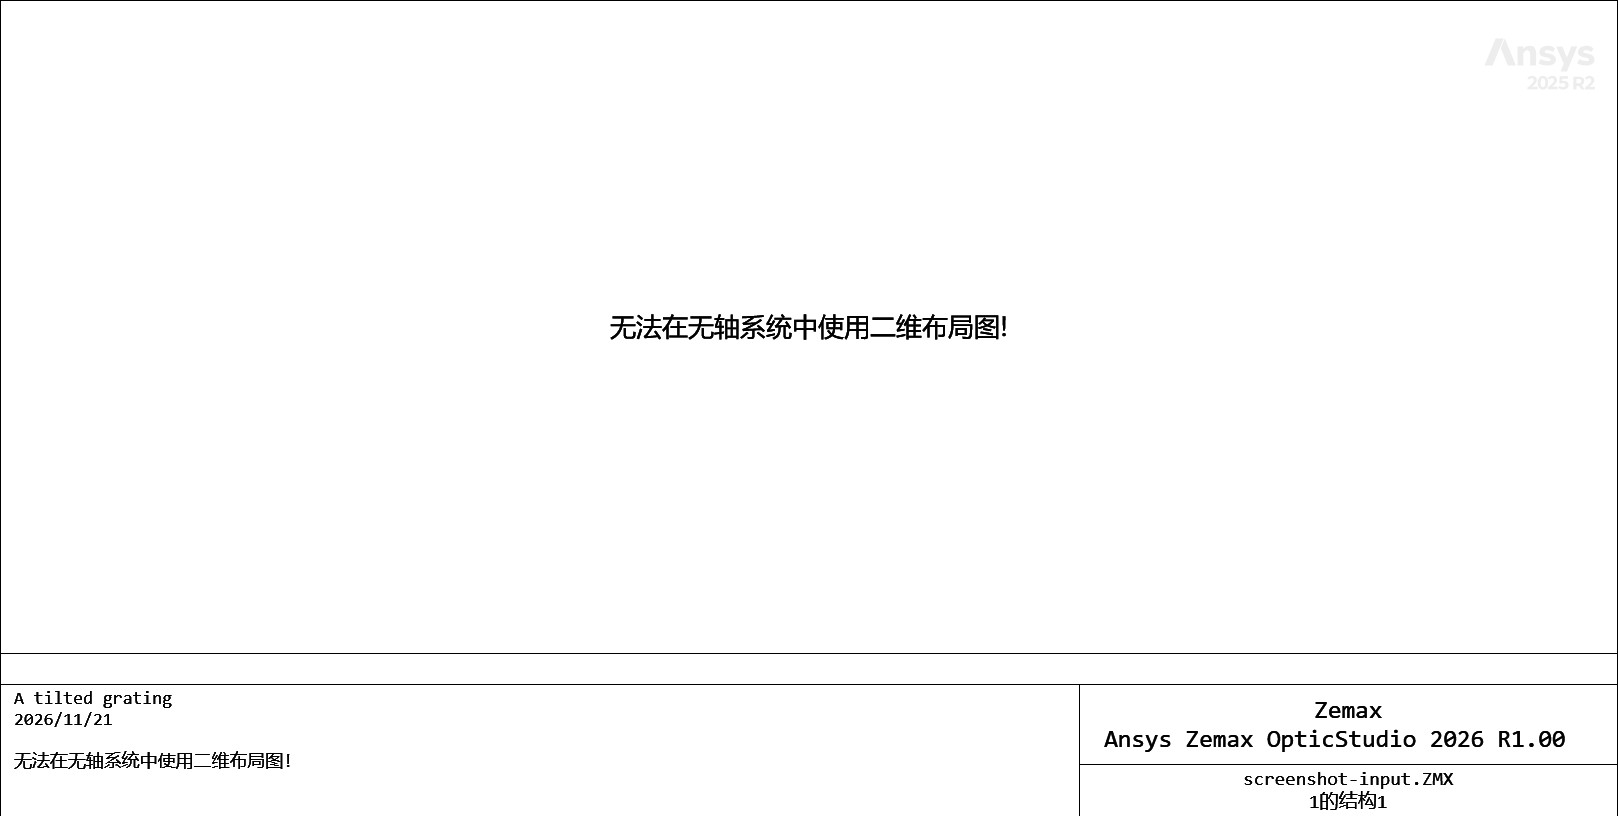 Ansys
2025 R2
无法在无轴系统中使用二维布局图!
A tilted grating
2026/11/21
无法在无轴系统中使用二维布局图!
Zemax
Ansys Zemax OpticStudio 2026 R1.00
screenshot-input.ZMX
1的结构1